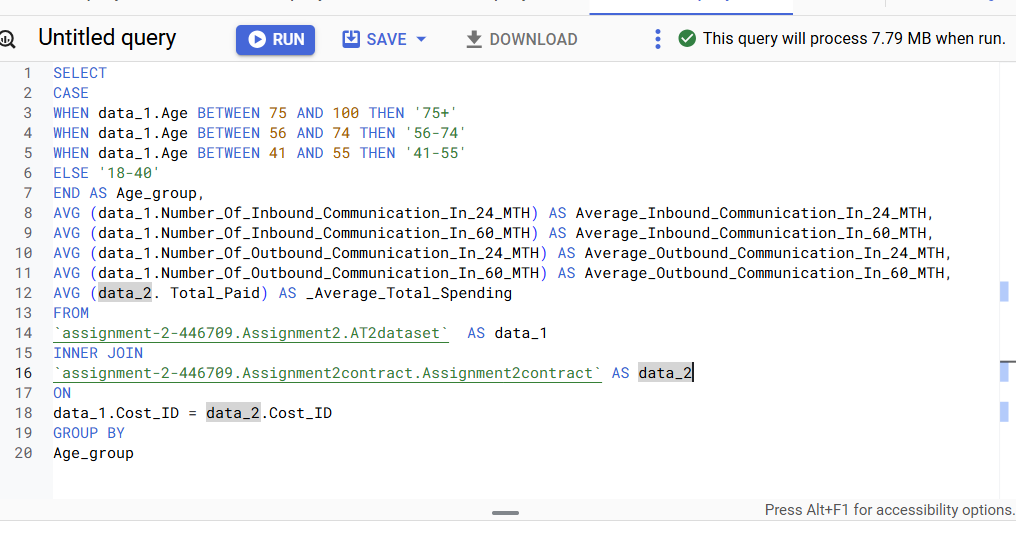 Untitled query
RUN
SAVE
DOWNLOAD
This query will process 7.79 MB when run.
1 SELECT
2 CASE
3 WHEN data_1.Age BETWEEN 75 AND 100 THEN '75+'
4 WHEN data_1.Age BETWEEN 56 AND 74 THEN '56-74'
5 WHEN data_1.Age BETWEEN 41 AND 55 THEN '41-55'
6 ELSE '18-40'
7 END AS Age_group,
8 AVG (data_1.Number_Of_Inbound_Communication_In_24_MTH) AS Average_Inbound_Communication_In_24_MTH,
9 AVG (data_1.Number_Of_Inbound_Communication_In_60_MTH) AS Average_Inbound_Communication_In_60_MTH,
10 AVG (data_1.Number_Of_Outbound_Communication_In_24_MTH) AS Average_Outbound_Communication_In_24_MTH,
11 AVG (data_1.Number_Of_Outbound_Communication_In_60_MTH) AS Average_Outbound_Communication_In_60_MTH,
12 AVG (data_2. Total_Paid) AS _Average_Total_Spending
13 FROM
14 `assignment-2-446709.Assignment2.AT2dataset`  AS data_1
15 INNER JOIN
16 `assignment-2-446709.Assignment2contract.Assignment2contract` AS data_2
17 ON
18 data_1.Cost_ID = data_2.Cost_ID
19 GROUP BY
20 Age_group
Press Alt+F1 for accessibility options.